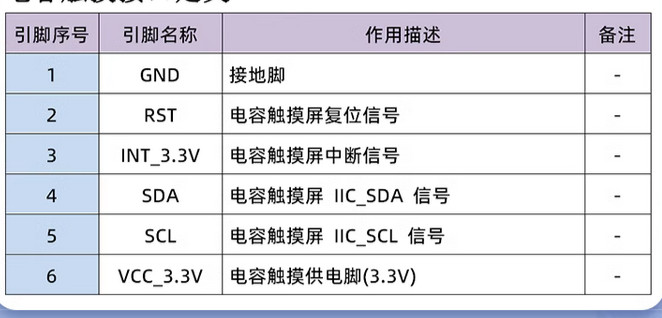 引脚序号 引脚名称 作用描述 备注
1 GND 接地脚 -
2 RST 电容触摸屏复位信号 -
3 INT_3.3V 电容触摸屏中断信号 -
4 SDA 电容触摸屏 IIC_SDA 信号 -
5 SCL 电容触摸屏 IIC_SCL 信号 -
6 VCC_3.3V 电容触摸供电脚(3.3V) -